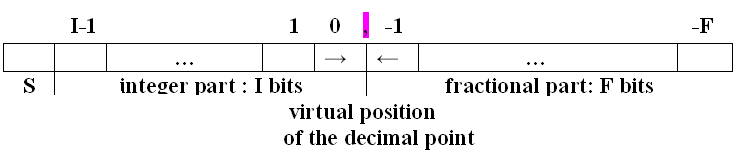 I-1 1 0 , -1 -F
... → ← ...
S integer part : I bits fractional part: F bits
virtual position
of the decimal point